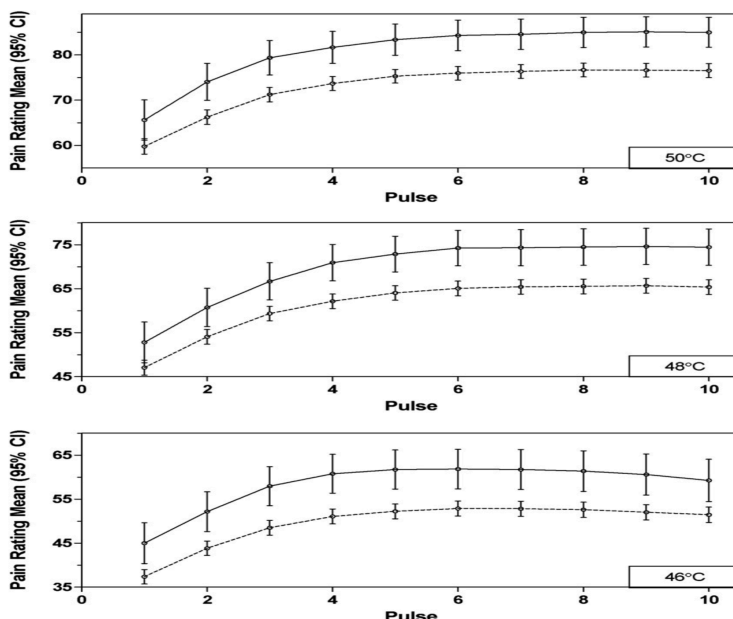 Pain Rating Mean (95% CI)
85
70
60
50°C
0 2 4 6 8 10
Pulse
Pain Rating Mean (95% CI)
75
65
55
45
48°C
0 2 4 6 8 10
Pulse
Pain Rating Mean (95% CI)
65
55
45
35
46°C
0 2 4 6 8 10
Pulse